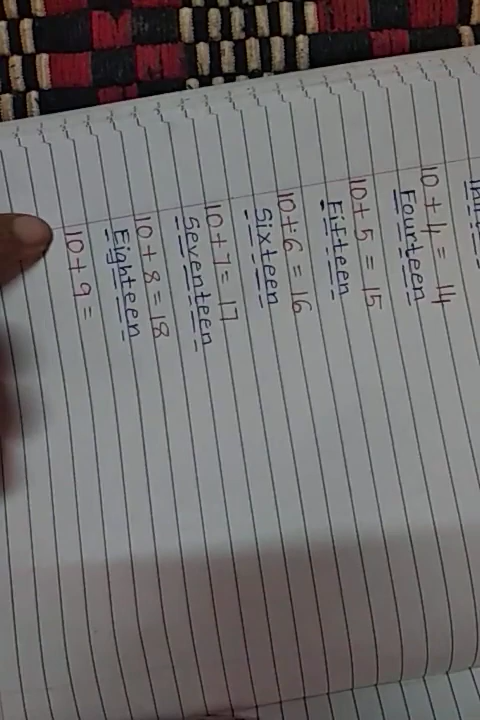 10 + 4 = 14
Fourteen
10 + 5 = 15
Fifteen
10 + 6 = 16
Sixteen
10 + 7 = 17
Seventeen
10 + 8 = 18
Eighteen
10 + 9 =